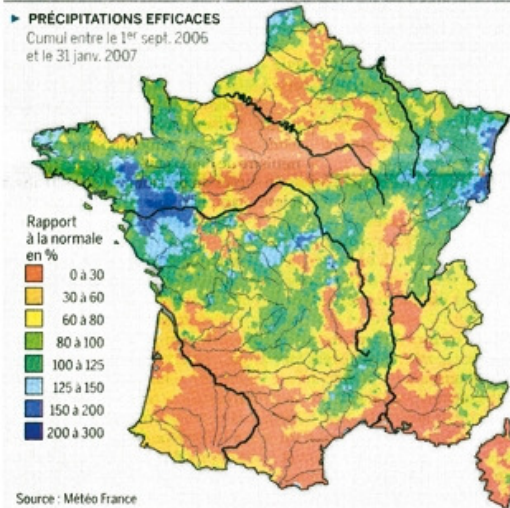 ► PRÉCIPITATIONS EFFICACES
Cumul entre le 1er sept. 2006
et le 31 janv. 2007
Rapport
à la normale
en %
0 à 30
30 à 60
60 à 80
80 à 100
100 à 125
125 à 150
150 à 200
200 à 300
Source : Météo France